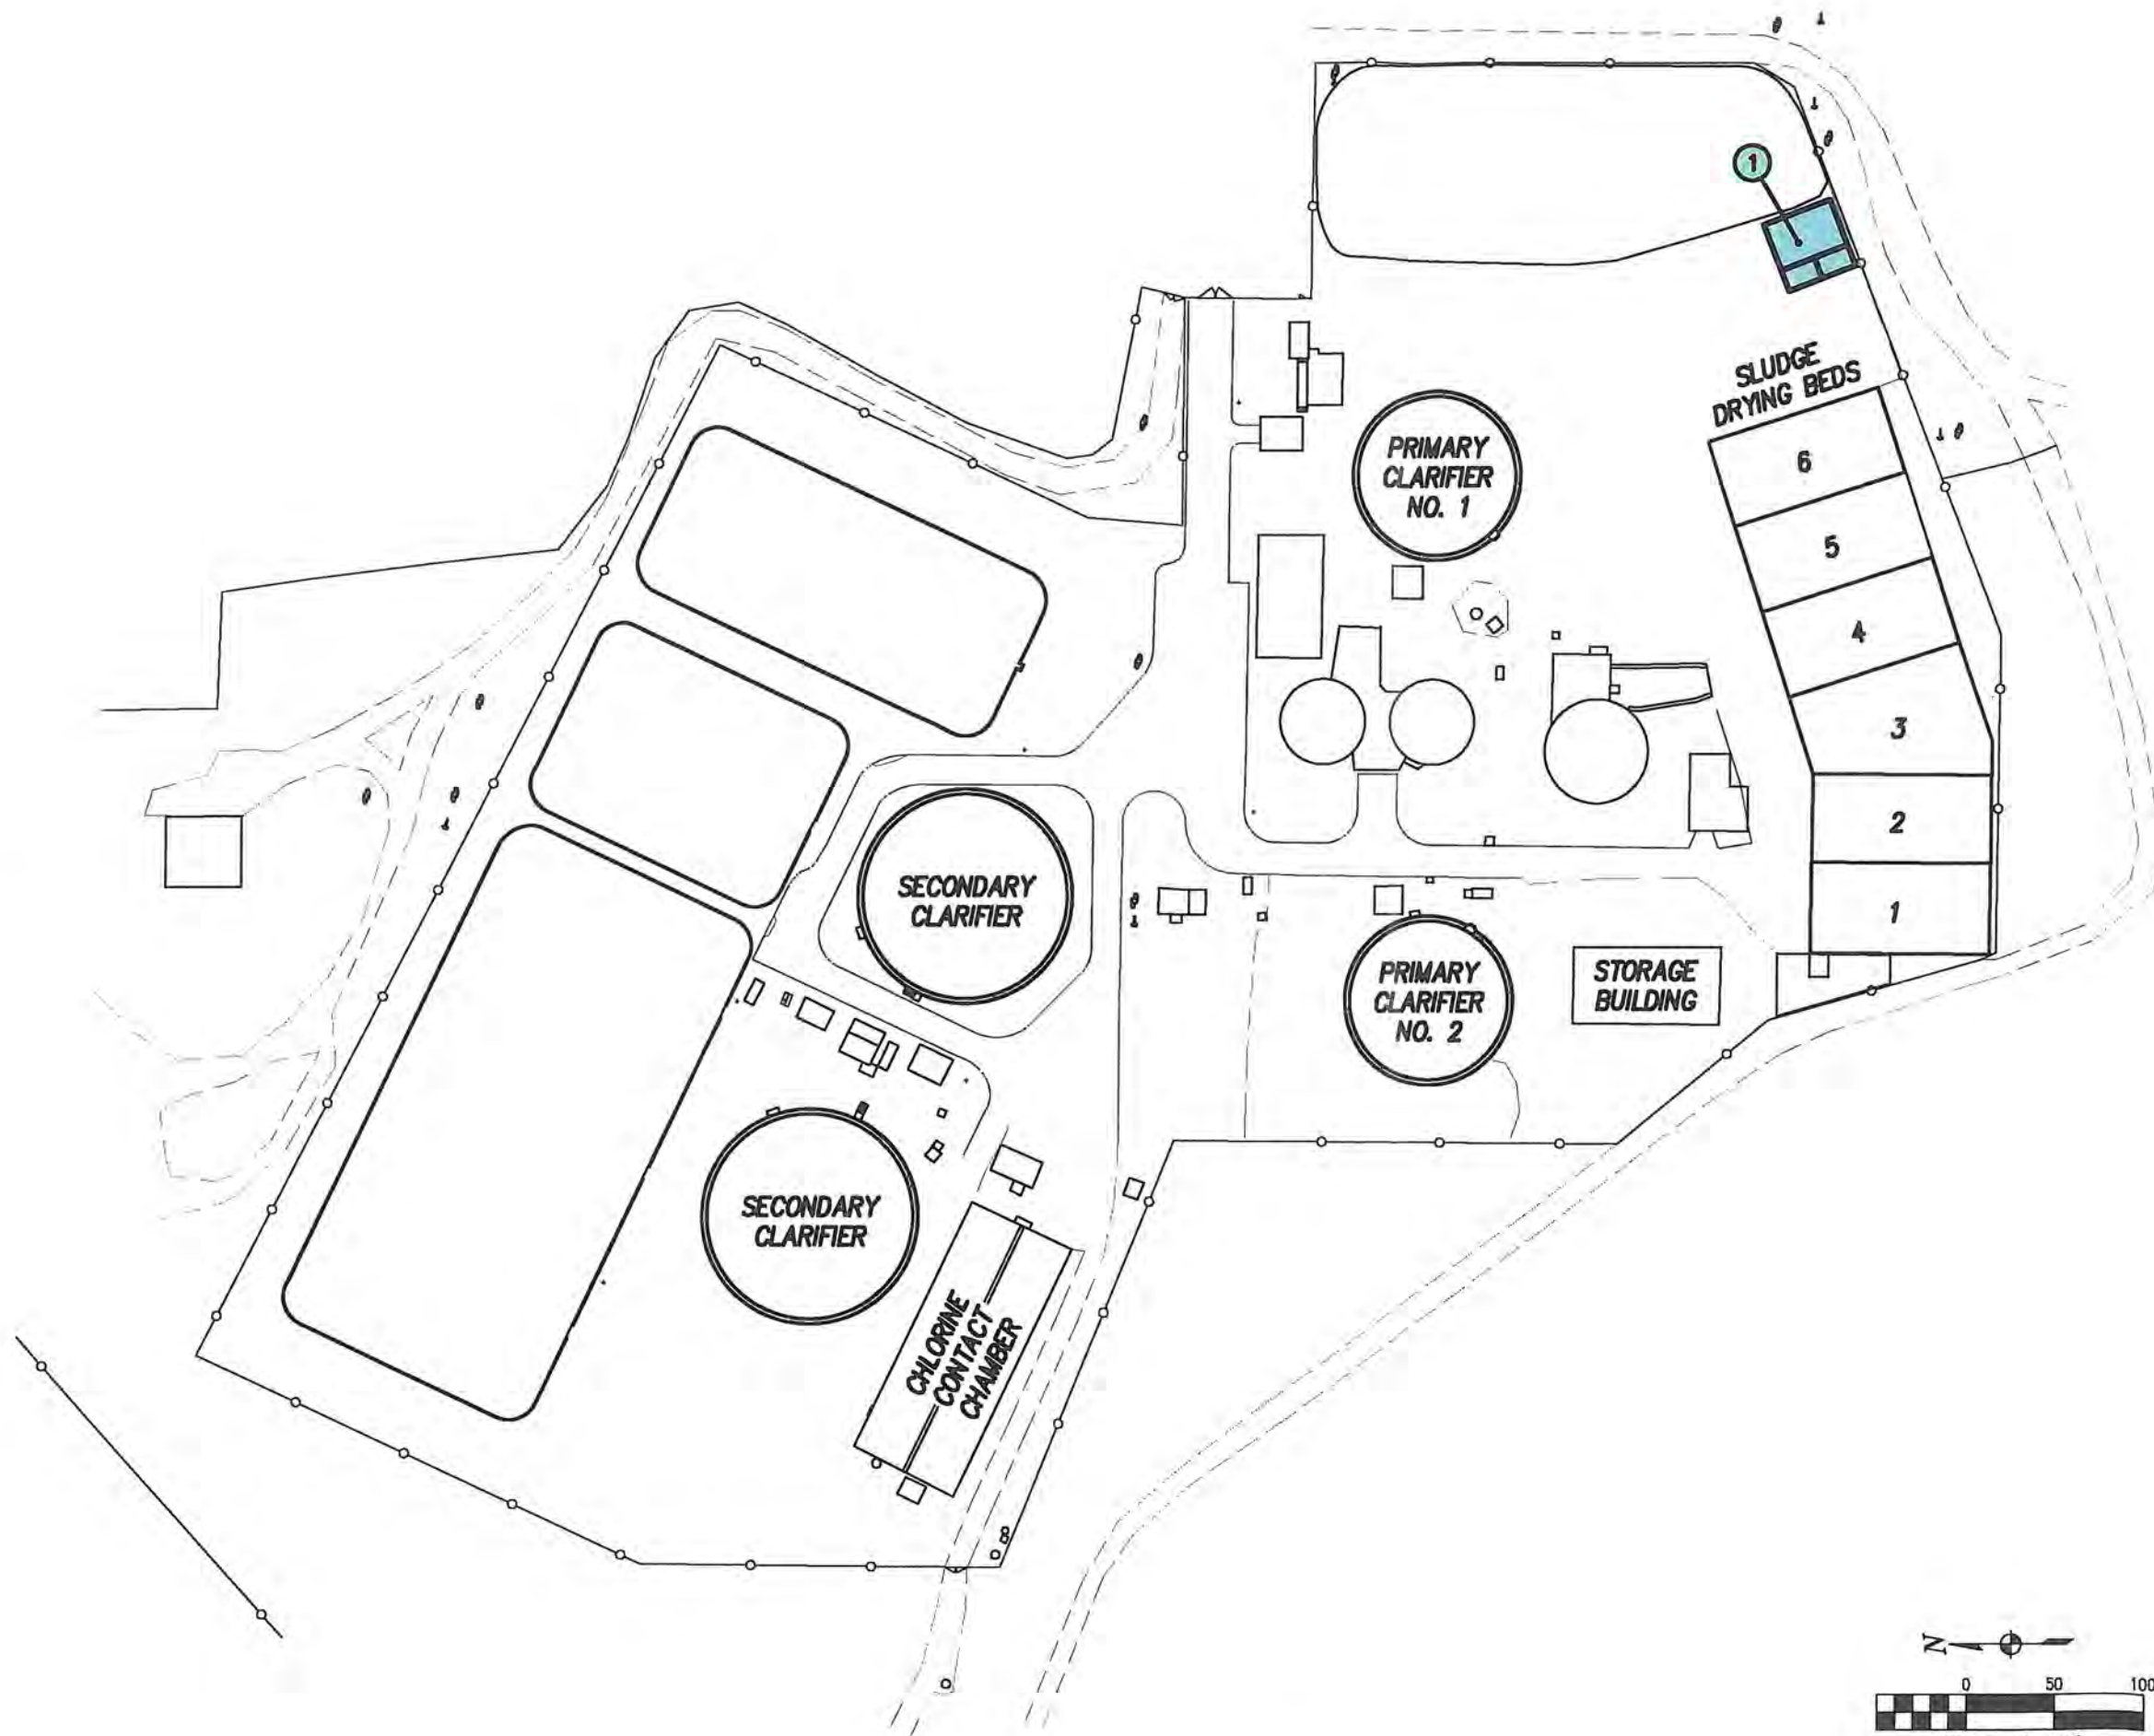 1
SLUDGE
DRYING BEDS
6
5
4
3
2
1
PRIMARY
CLARIFIER
NO. 1
SECONDARY
CLARIFIER
PRIMARY
CLARIFIER
NO. 2
STORAGE
BUILDING
SECONDARY
CLARIFIER
CHLORINE
CONTACT
CHAMBER
N
0 50 100